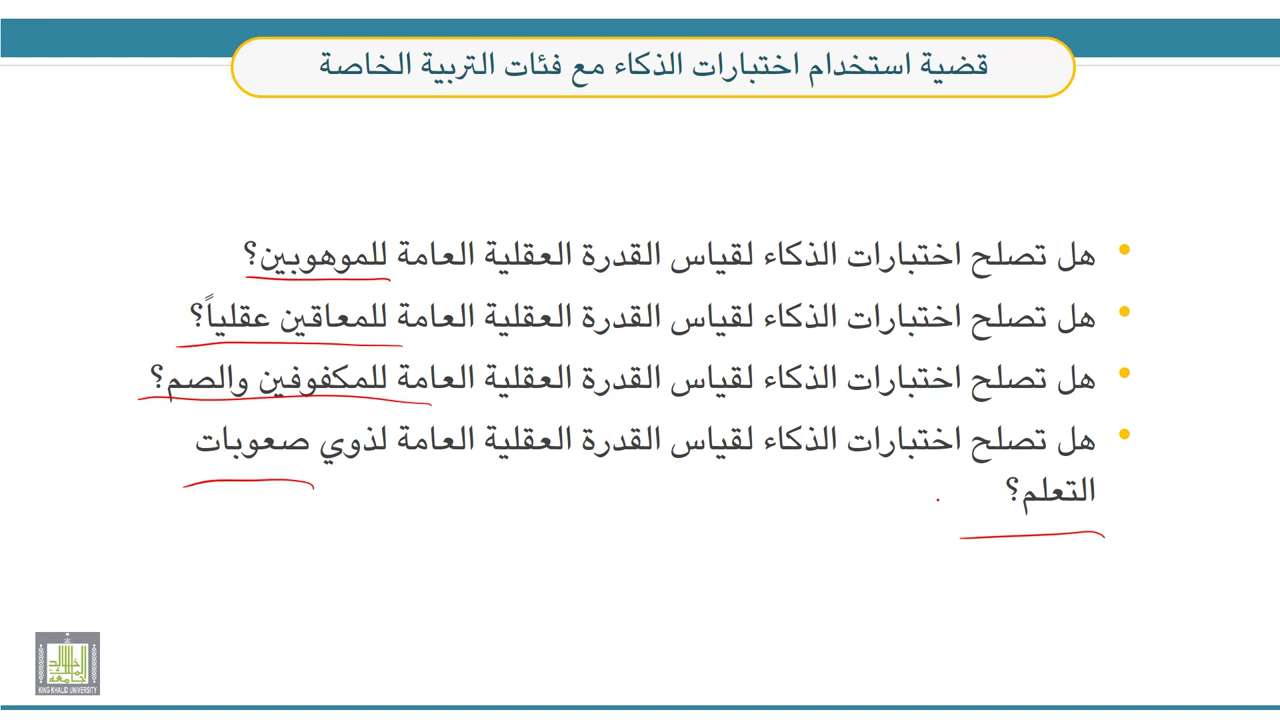 قضية استخدام اختبارات الذكاء مع فئات التربية الخاصة
هل تصلح اختبارات الذكاء لقياس القدرة العقلية العامة للموهوبين؟
هل تصلح اختبارات الذكاء لقياس القدرة العقلية العامة للمعاقين عقلياً؟
هل تصلح اختبارات الذكاء لقياس القدرة العقلية العامة للمكفوفين والصم؟
هل تصلح اختبارات الذكاء لقياس القدرة العقلية العامة لذوي صعوبات
التعلم؟
KING KHALID UNIVERSITY